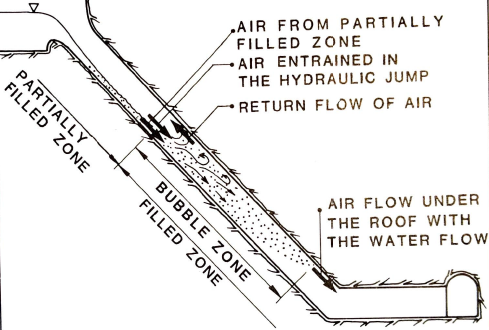 AIR FROM PARTIALLY
FILLED ZONE
AIR ENTRAINED IN
THE HYDRAULIC JUMP
RETURN FLOW OF AIR
PARTIALLY
FILLED ZONE
BUBBLE ZONE
FILLED ZONE
AIR FLOW UNDER
THE ROOF WITH
THE WATER FLOW